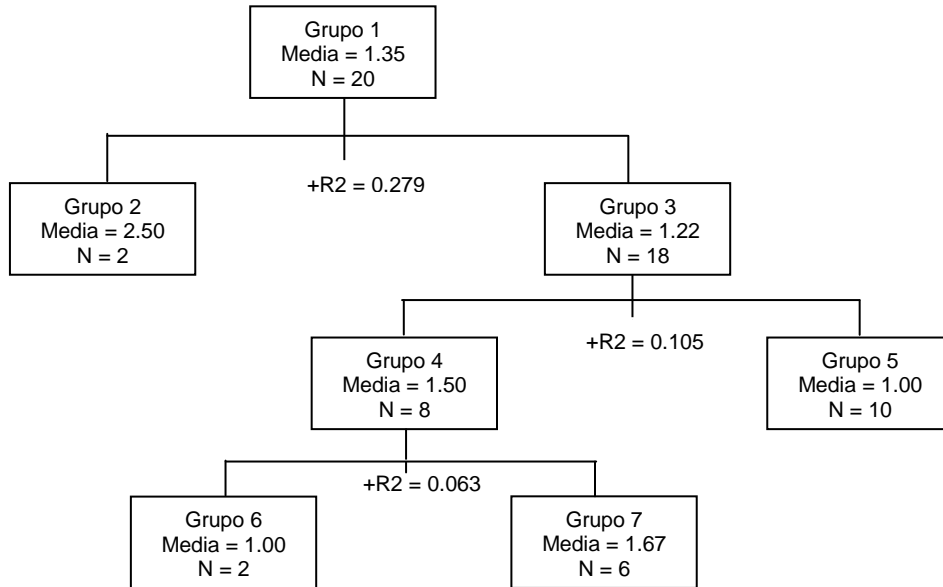 Grupo 1
Media = 1.35
N = 20
+R2 = 0.279
Grupo 2
Media = 2.50
N = 2
Grupo 3
Media = 1.22
N = 18
+R2 = 0.105
Grupo 4
Media = 1.50
N = 8
Grupo 5
Media = 1.00
N = 10
+R2 = 0.063
Grupo 6
Media = 1.00
N = 2
Grupo 7
Media = 1.67
N = 6